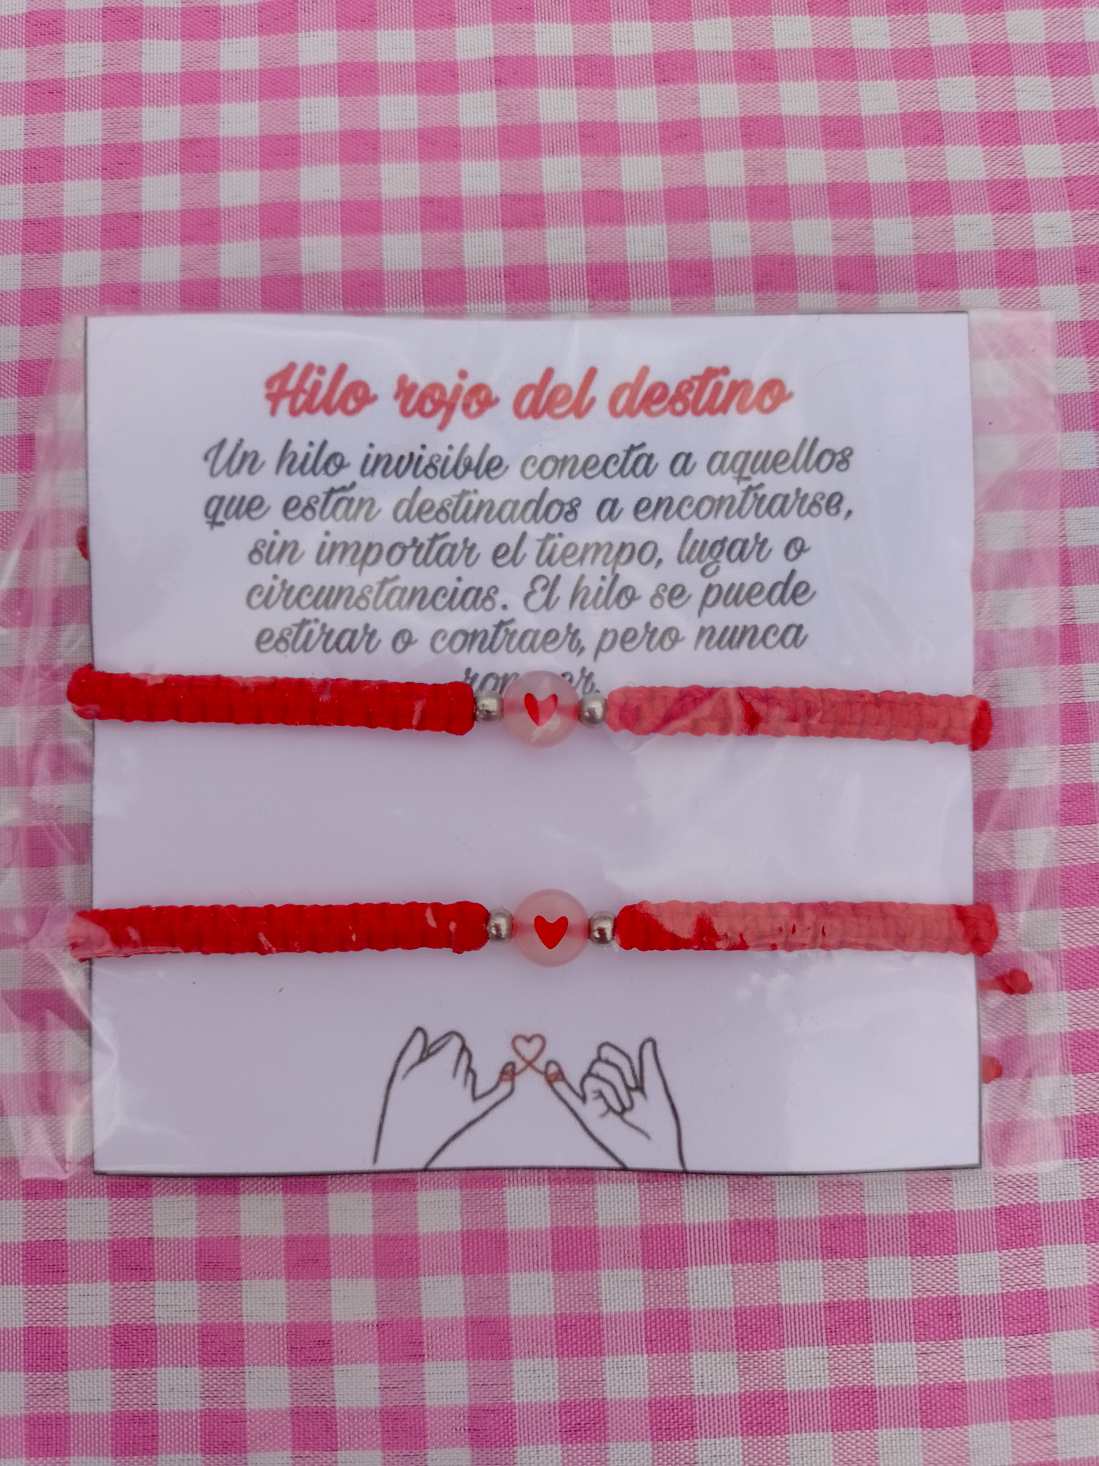 Hilo rojo del destino
Un hilo invisible conecta a aquellos
que están destinados a encontrarse,
sin importar el tiempo, lugar o
circunstancias. El hilo se puede
estirar o contraer, pero nunca